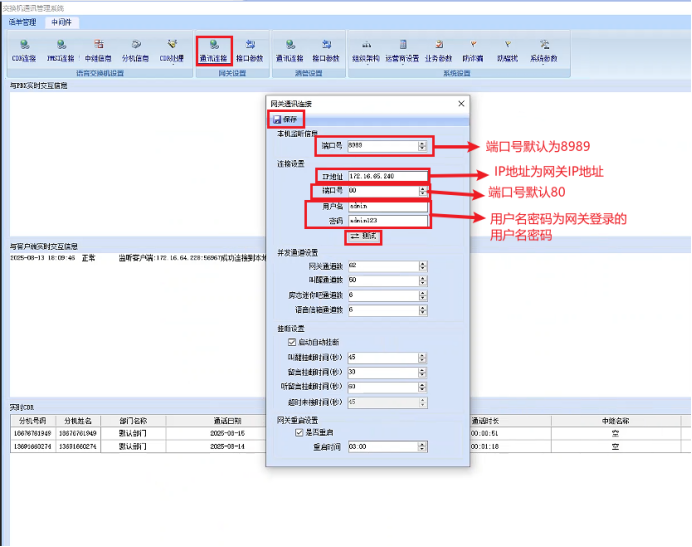 交换机通讯管理系统
话单管理 中间件
CDR连接 PMSI连接 中继信息 分机信息 CDR处理 通讯连接 接口参数 通讯连接 接口参数 组织架构 运营商设置 业务参数 防诈骗 防骚扰 系统参数
语音交换机设置 网关设置 酒管设置 系统设置
与PBX实时交互信息
网关通讯连接
保存
本机监听信息
端口号 8989
端口号默认为8989
连接设置
IP地址 172.16.65.240
IP地址为网关IP地址
端口号 80
端口号默认80
用户名 admin
密码 admin123
用户名密码为网关登录的
用户名密码
测试
与客户端实时交互信息
2025-08-13 18:09:46 正常 监听客户端:172.16.64.228:56967成功连接到本地
并发通道设置
网关通道数 62
叫醒通道数 50
房态迷你吧通道数 6
语音信箱通道数 6
挂断设置
启动自动挂断
叫醒挂断时间(秒) 45
留言挂断时间(秒) 30
听留言挂断时间(秒) 60
超时未接时间(秒) 45
网关重启设置
是否重启
重启时间 03:00
实时CDR
分机号码 分机姓名 部门名称 通话日期 通话时长 中继名称
18676761949 18676761949 默认部门 2025-08-15 00:00:51 空
13691660274 13691660274 默认部门 2025-08-14 00:01:18 空